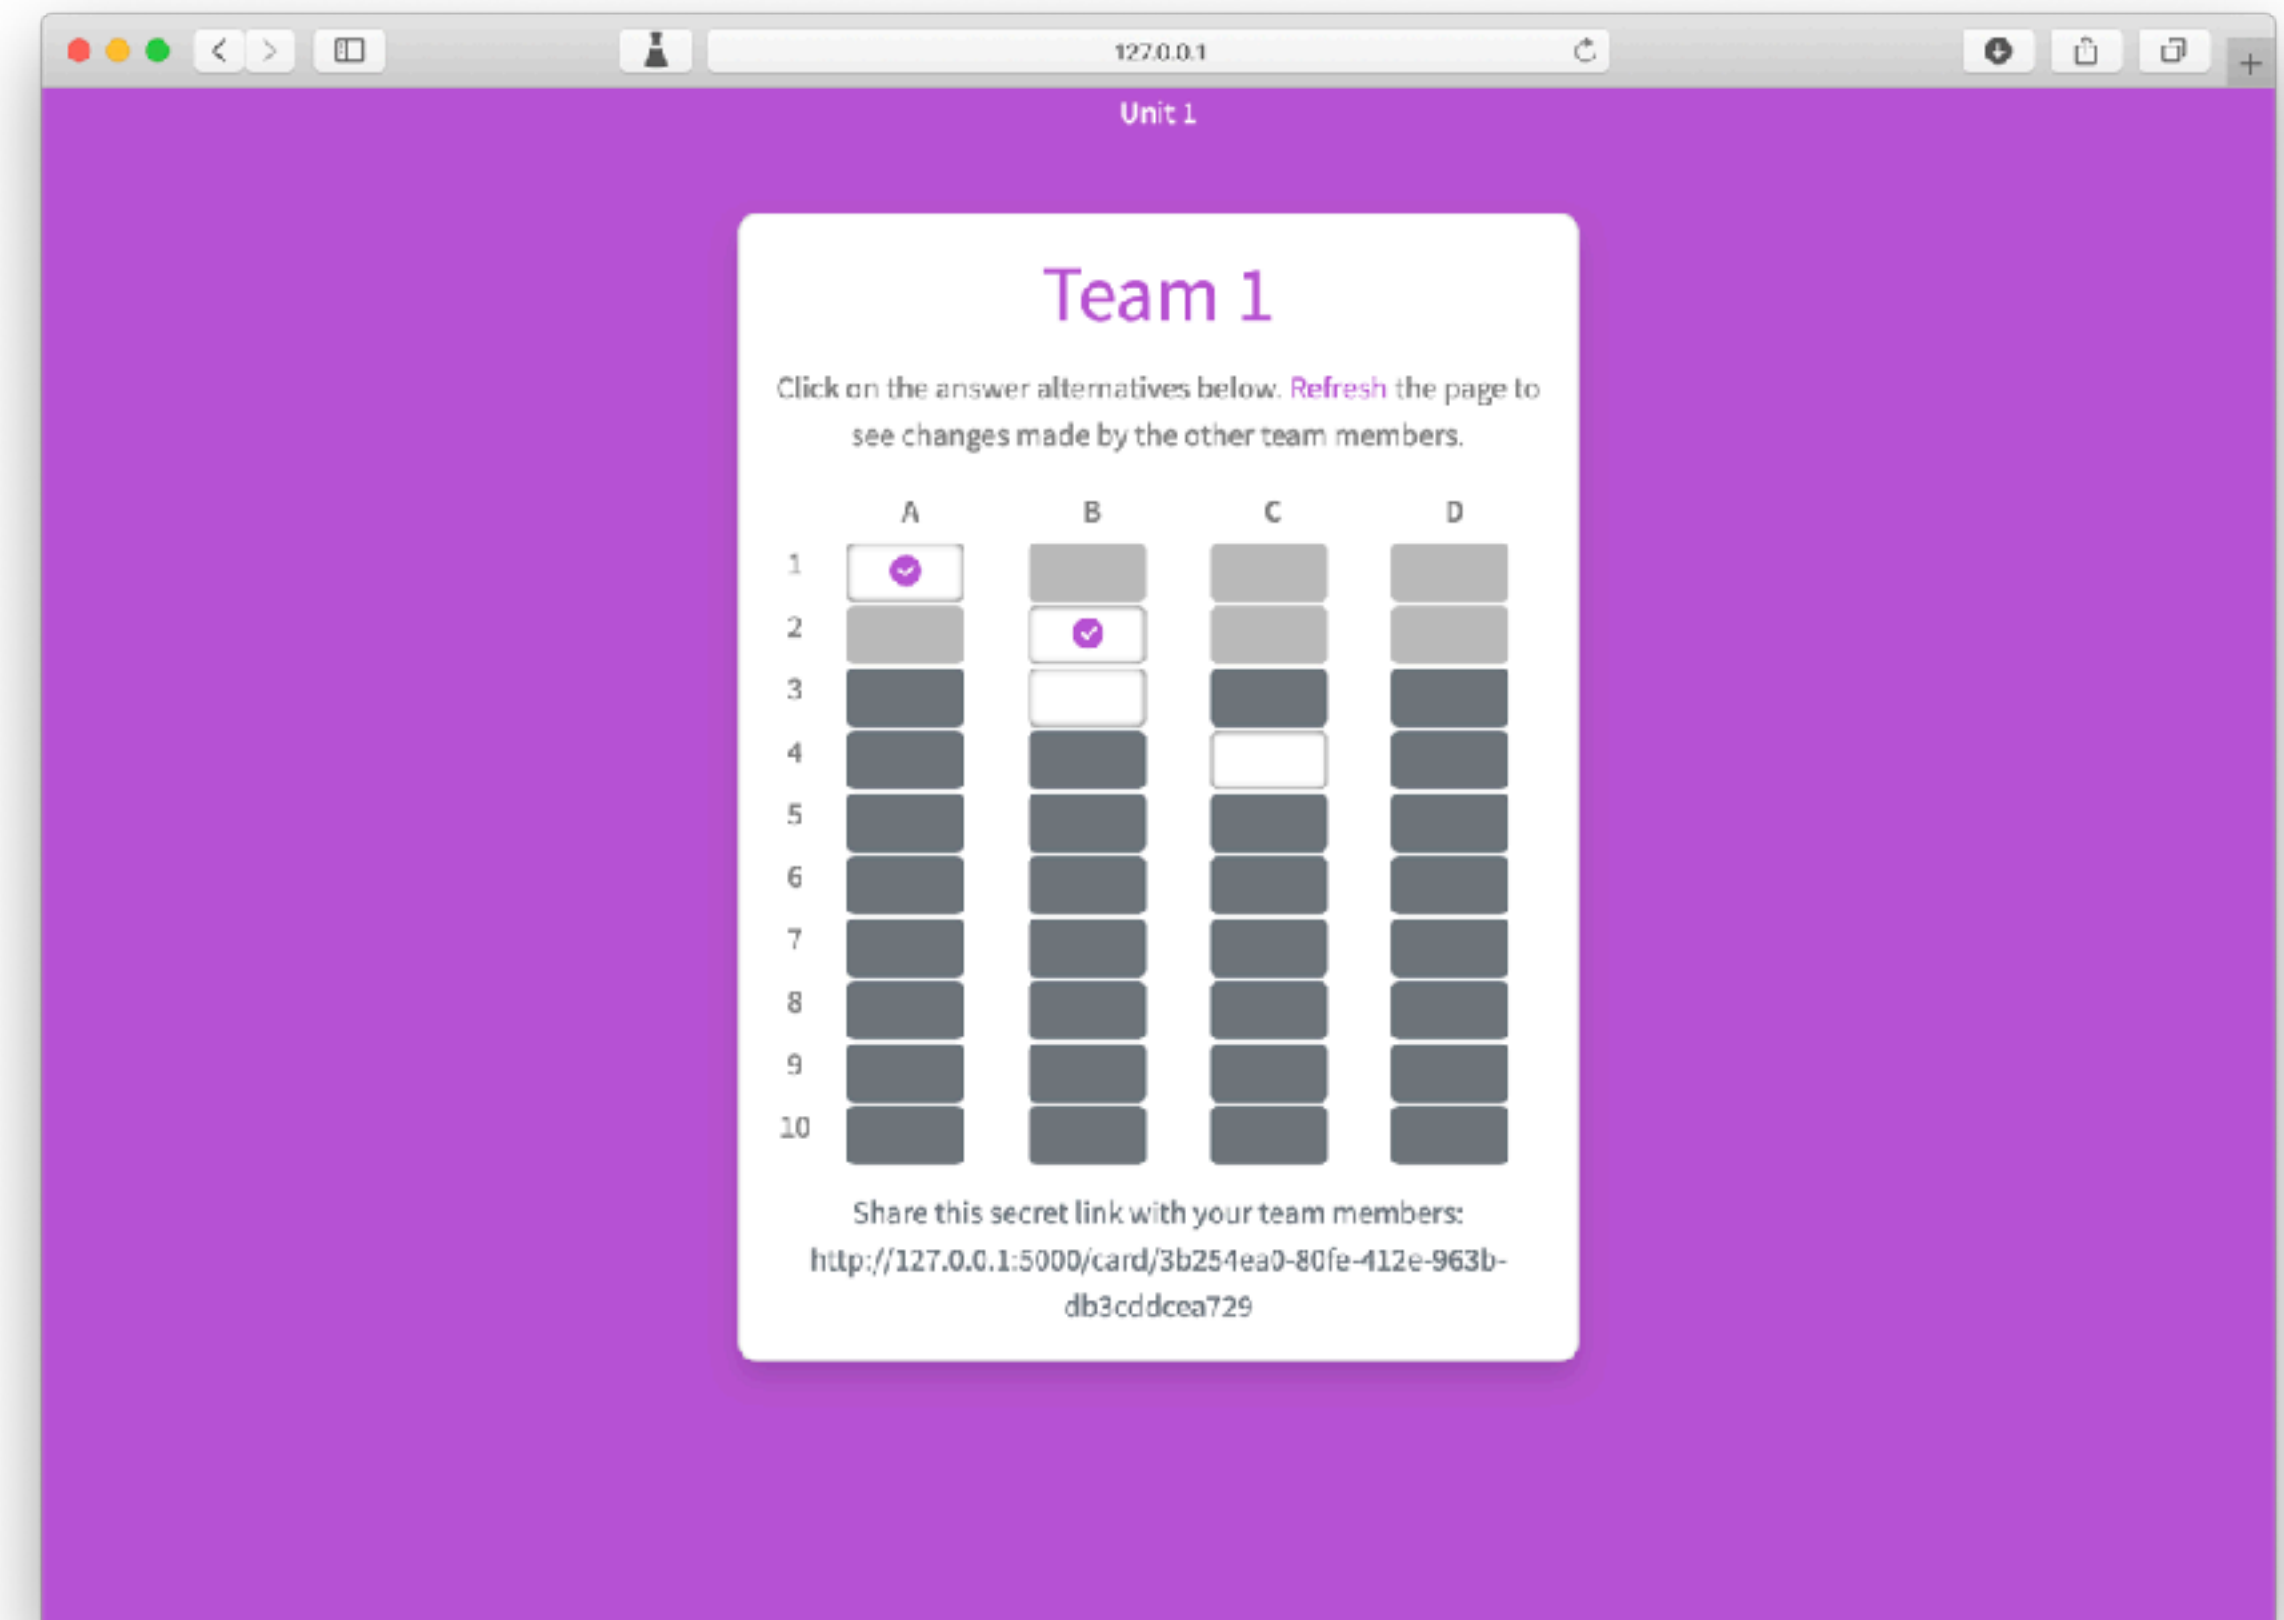 127.0.0.1
Unit 1
Team 1
Click on the answer alternatives below. Refresh the page to
see changes made by the other team members.
A B C D
1
2
3
4
5
6
7
8
9
10
Share this secret link with your team members:
http://127.0.0.1:5000/card/3b254ea0-80fe-412e-963b-
db3cddcea729